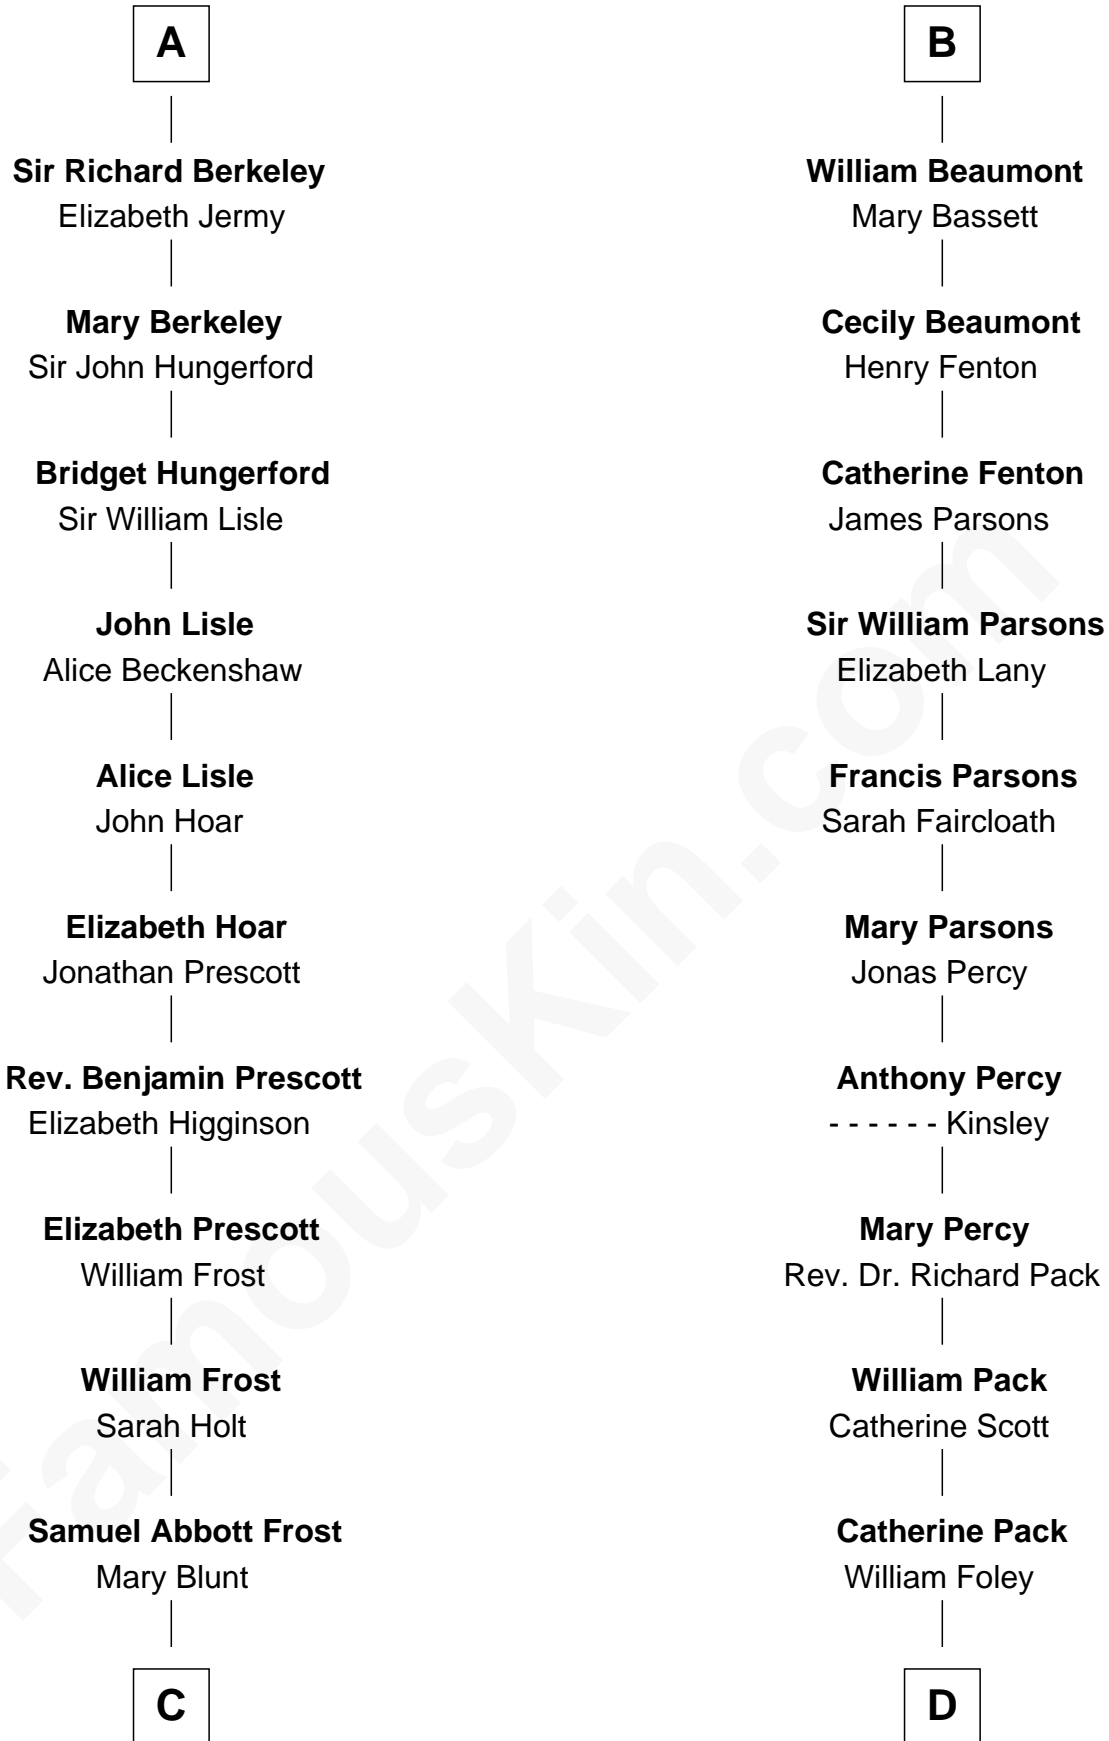 A
Sir Richard Berkeley
Elizabeth Jermy
Mary Berkeley
Sir John Hungerford
Bridget Hungerford
Sir William Lisle
John Lisle
Alice Beckenshaw
Alice Lisle
John Hoar
Elizabeth Hoar
Jonathan Prescott
Rev. Benjamin Prescott
Elizabeth Higginson
Elizabeth Prescott
William Frost
William Frost
Sarah Holt
Samuel Abbott Frost
Mary Blunt
C
B
William Beaumont
Mary Bassett
Cecily Beaumont
Henry Fenton
Catherine Fenton
James Parsons
Sir William Parsons
Elizabeth Lany
Francis Parsons
Sarah Faircloath
Mary Parsons
Jonas Percy
Anthony Percy
- - - - - - Kinsley
Mary Percy
Rev. Dr. Richard Pack
William Pack
Catherine Scott
Catherine Pack
William Foley
D
FamousKin.com